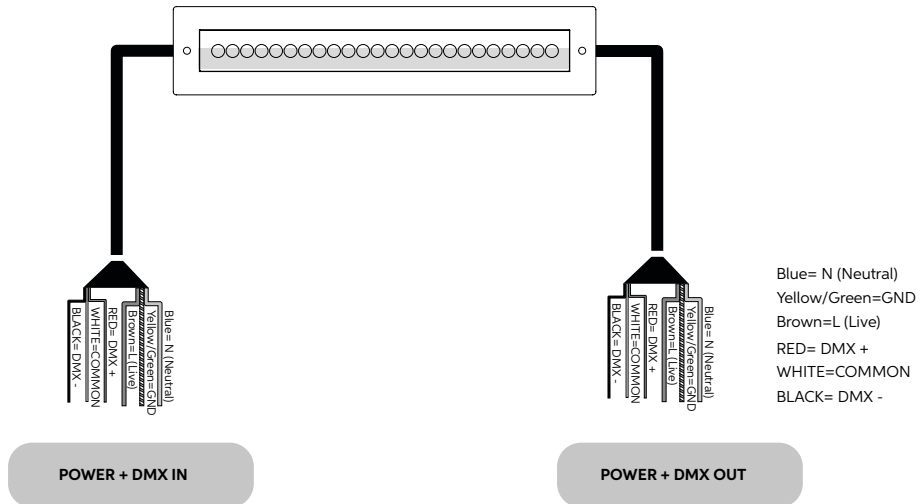 BLACK= DMX -
WHITE=COMMON
RED= DMX +
Brown=L (Live)
Yellow/Green=GND
Blue= N (Neutral)
BLACK= DMX -
WHITE=COMMON
RED= DMX +
Brown=L (Live)
Yellow/Green=GND
Blue= N (Neutral)
Blue= N (Neutral)
Yellow/Green=GND
Brown=L (Live)
RED= DMX +
WHITE=COMMON
BLACK= DMX -
POWER + DMX IN
POWER + DMX OUT